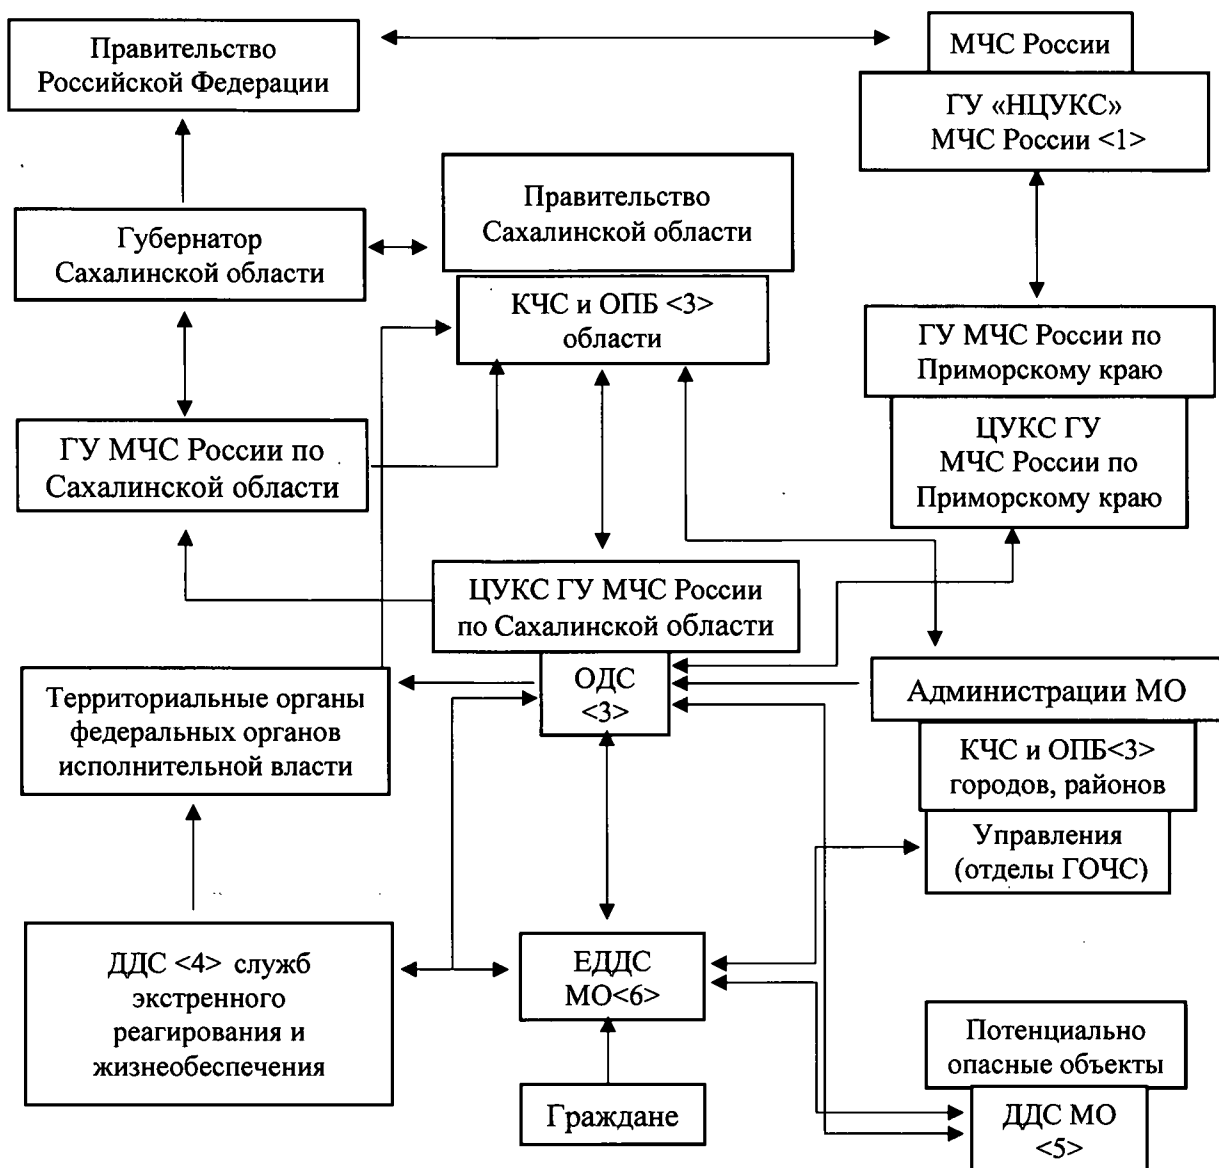 Правительство
Российской Федерации
МЧС России
ГУ «НЦУКС»
МЧС России <1>
Правительство
Сахалинской области
Губернатор
Сахалинской области
КЧС и ОПБ <3>
области
ГУ МЧС России по
Приморскому краю
ЦУКС ГУ
МЧС России по
Приморскому краю
ГУ МЧС России по
Сахалинской области
ЦУКС ГУ МЧС России
по Сахалинской области
ОДС
<3>
Территориальные органы
федеральных органов
исполнительной власти
Администрации МО
КЧС и ОПБ<3>
городов, районов
Управления
(отделы ГОЧС)
ДДС <4> служб
экстренного
реагирования и
жизнеобеспечения
ЕДДС
МО<6>
Потенциально
опасные объекты
ДДС МО
<5>
Граждане